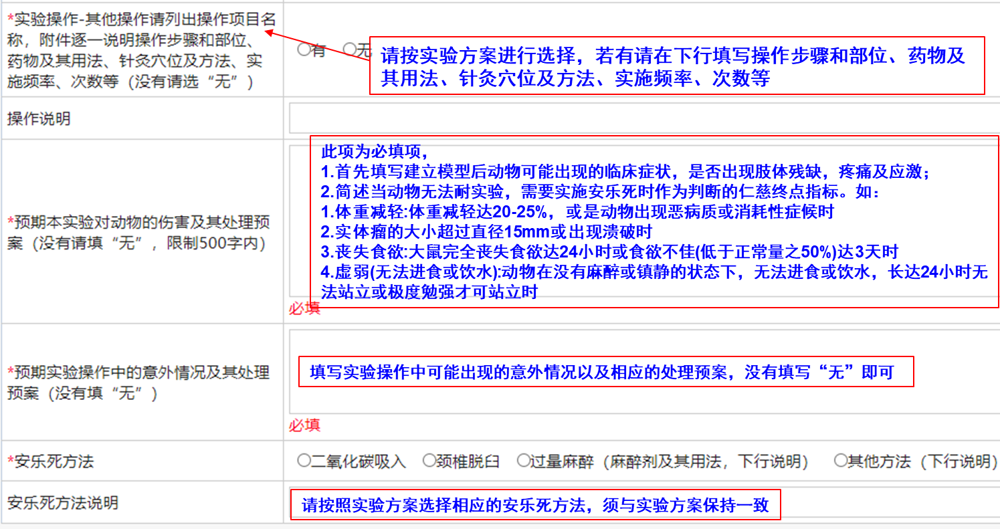 *实验操作-其他操作请列出操作项目名
称，附件逐一说明操作步骤和部位、
药物及其用法、针灸穴位及方法、实
施频率、次数等（没有请选“无”）
有 无
请按实验方案进行选择，若有请在下行填写操作步骤和部位、药物及
其用法、针灸穴位及方法、实施频率、次数等
操作说明
*预期本实验对动物的伤害及其处理预
案（没有请填“无”，限制500字内）
此项为必填项，
1.首先填写建立模型后动物可能出现的临床症状，是否出现肢体残缺，疼痛及应激；
2.简述当动物无法耐实验，需要实施安乐死时作为判断的仁慈终点指标。如：
1.体重减轻:体重减轻达20-25%，或是动物出现恶病质或消耗性症候时
2.实体瘤的大小超过直径15mm或出现溃破时
3.丧失食欲:大鼠完全丧失食欲达24小时或食欲不佳(低于正常量之50%)达3天时
4.虚弱(无法进食或饮水):动物在没有麻醉或镇静的状态下，无法进食或饮水，长达24小时无
法站立或极度勉强才可站立时
必填
*预期实验操作中的意外情况及其处理
预案（没有填“无”）
填写实验操作中可能出现的意外情况以及相应的处理预案，没有填写“无”即可
必填
*安乐死方法
二氧化碳吸入 颈椎脱臼 过量麻醉（麻醉剂及其用法，下行说明） 其他方法（下行说明）
安乐死方法说明
请按照实验方案选择相应的安乐死方法，须与实验方案保持一致